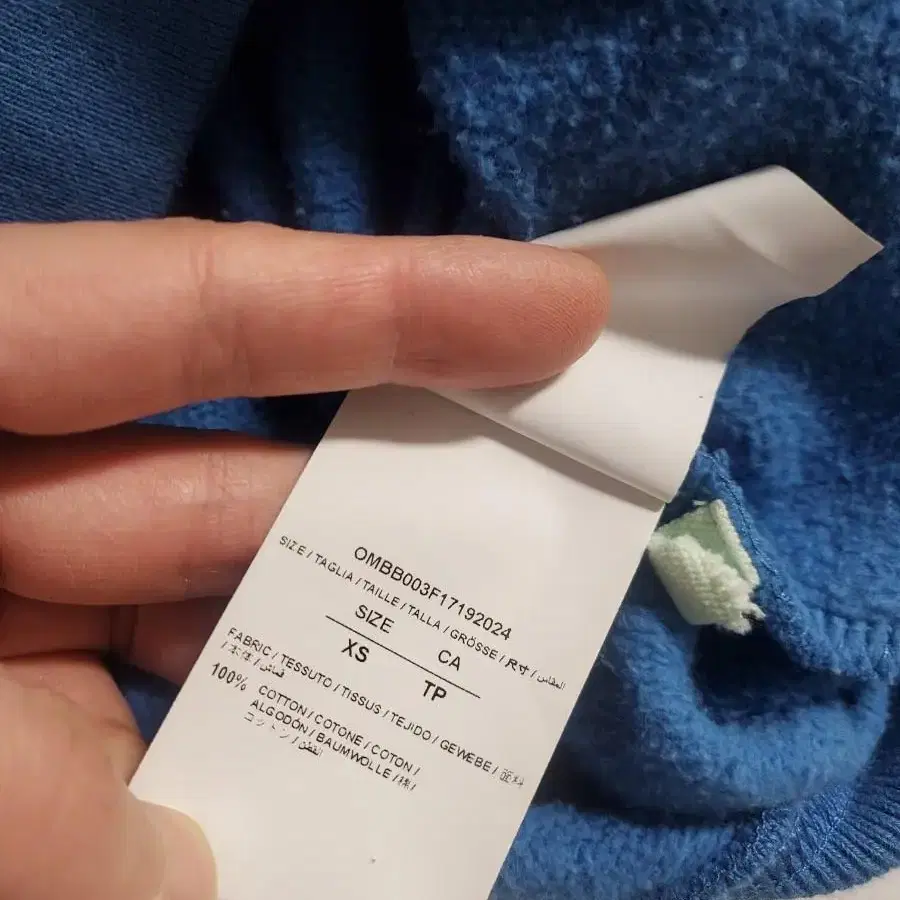 OMBB003F17192024
SIZE / TAGLIA / TAILLE / TALLA / GRÖSSE / 尺寸 / المقاس
SIZE CA
XS TP
FABRIC / TESSUTO / TISSUS / TEJIDO / GEWEBE / 面料
/ 本体 / قماش
100% COTTON / COTONE / COTON /
ALGODÓN / BAUMWOLLE / 棉 /
コットン / القطن